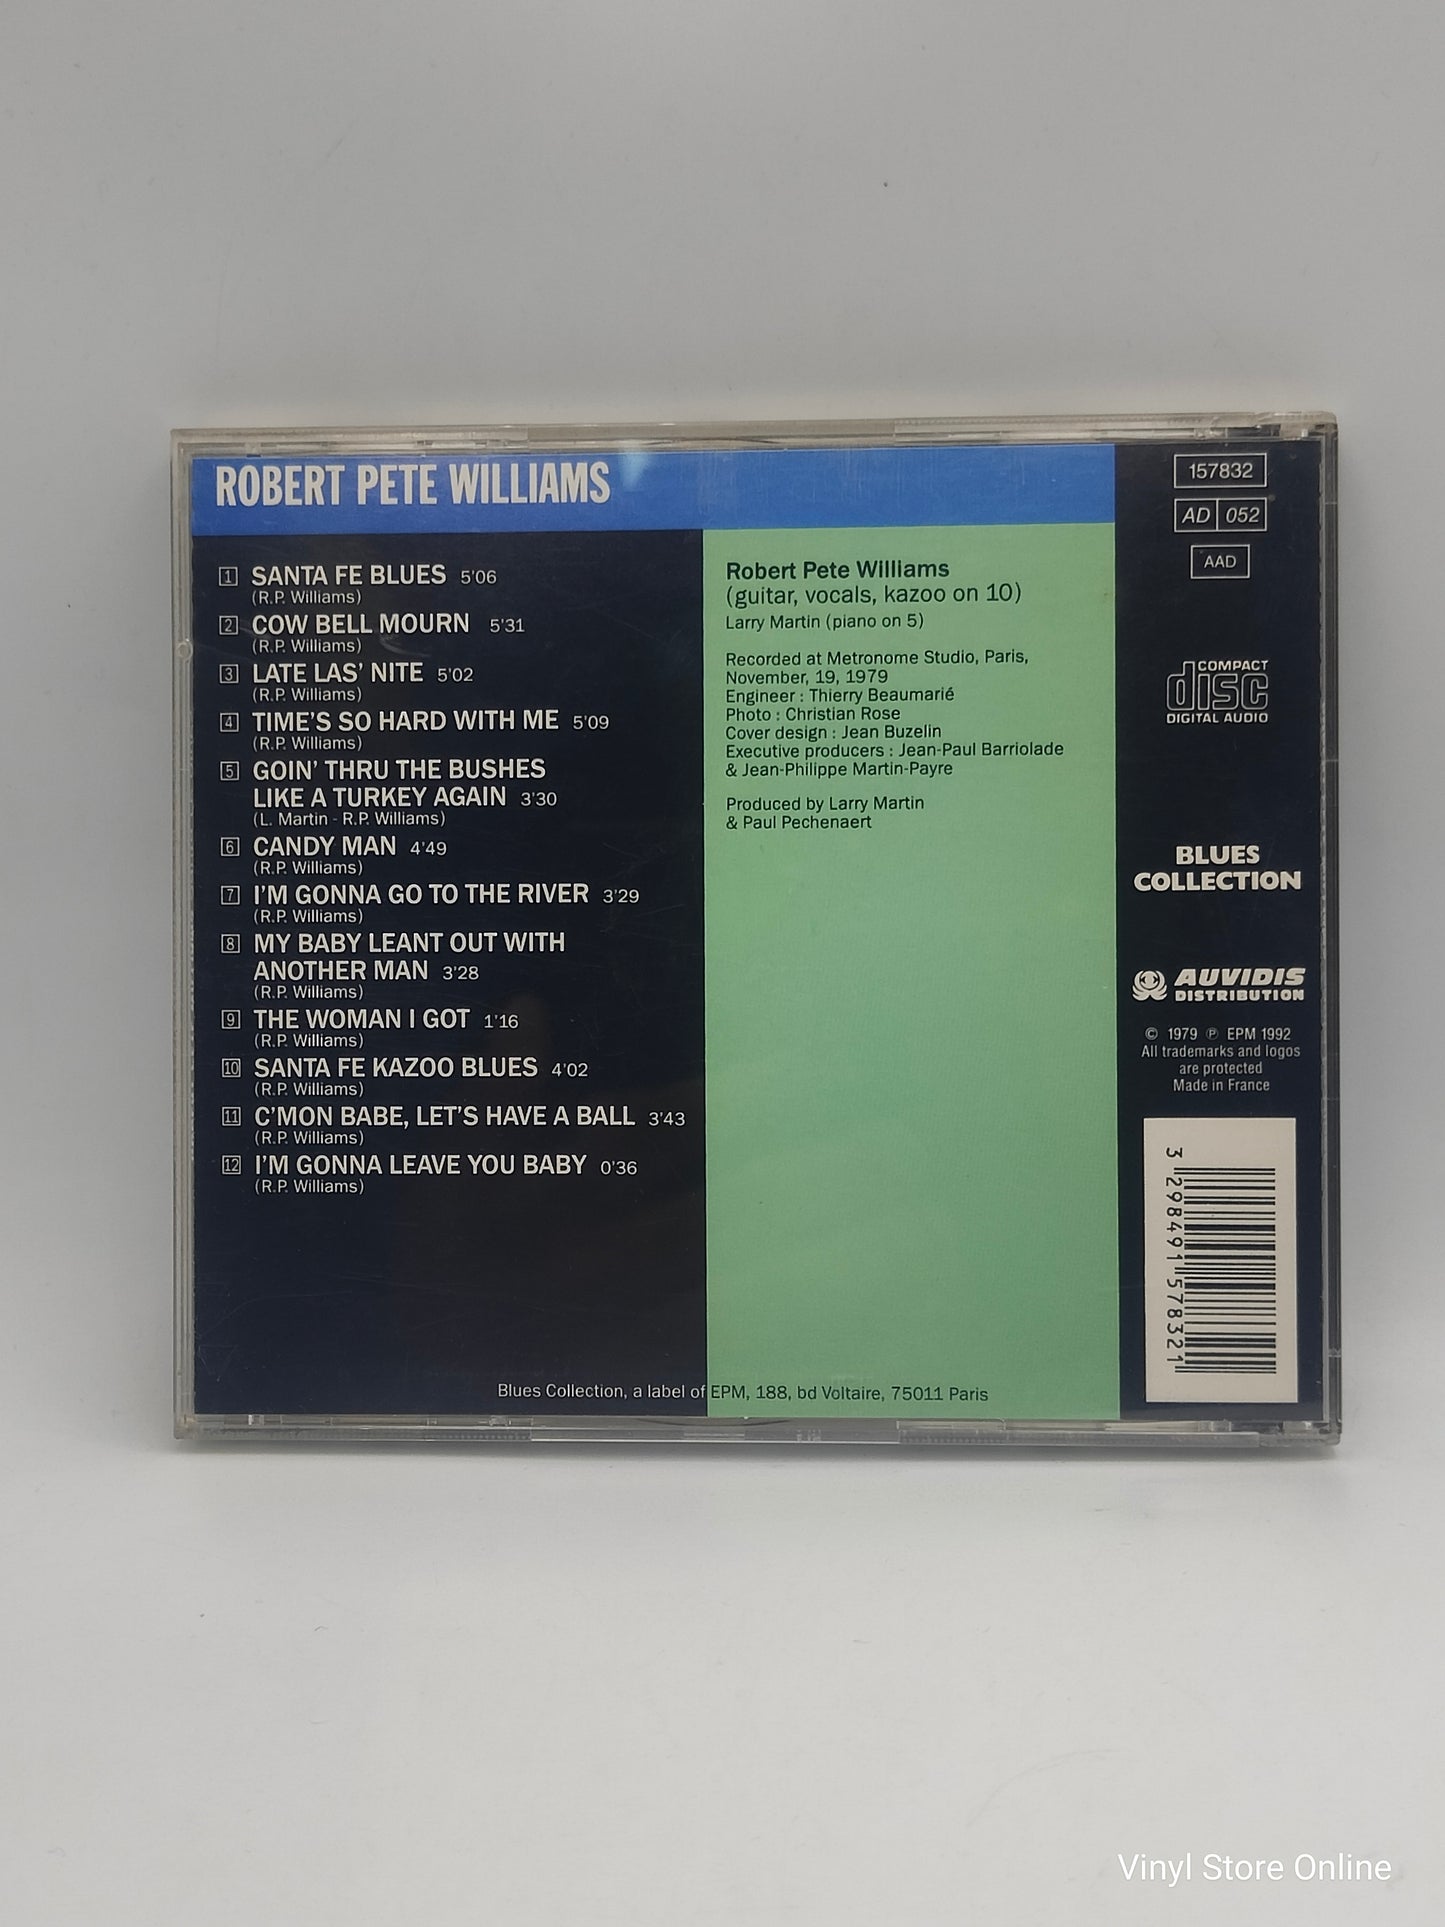 ROBERT PETE WILLIAMS
1 SANTA FE BLUES 5'06
(R.P. Williams)
2 COW BELL MOURN 5'31
(R.P. Williams)
3 LATE LAS' NITE 5'02
(R.P. Williams)
4 TIME'S SO HARD WITH ME 5'09
(R.P. Williams)
5 GOIN' THRU THE BUSHES
LIKE A TURKEY AGAIN 3'30
(L. Martin - R.P. Williams)
6 CANDY MAN 4'49
(R.P. Williams)
7 I'M GONNA GO TO THE RIVER 3'29
(R.P. Williams)
8 MY BABY LEANT OUT WITH
ANOTHER MAN 3'28
(R.P. Williams)
9 THE WOMAN I GOT 1'16
(R.P. Williams)
10 SANTA FE KAZOO BLUES 4'02
(R.P. Williams)
11 C'MON BABE, LET'S HAVE A BALL 3'43
(R.P. Williams)
12 I'M GONNA LEAVE YOU BABY 0'36
(R.P. Williams)
Robert Pete Williams
(guitar, vocals, kazoo on 10)
Larry Martin (piano on 5)
Recorded at Metronome Studio, Paris,
November, 19, 1979
Engineer : Thierry Beaumarié
Photo : Christian Rose
Cover design : Jean Buzelin
Executive producers : Jean-Paul Barriolade
& Jean-Philippe Martin-Payre
Produced by Larry Martin
& Paul Pechenaert
Blues Collection, a label of EPM, 188, bd Voltaire, 75011 Paris
157832
AD 052
AAD
COMPACT
disc
DIGITAL AUDIO
BLUES
COLLECTION
AUVIDIS
DISTRIBUTION
© 1979 ℗ EPM 1992
All trademarks and logos
are protected
Made in France
3 298491 578321
Vinyl Store Online